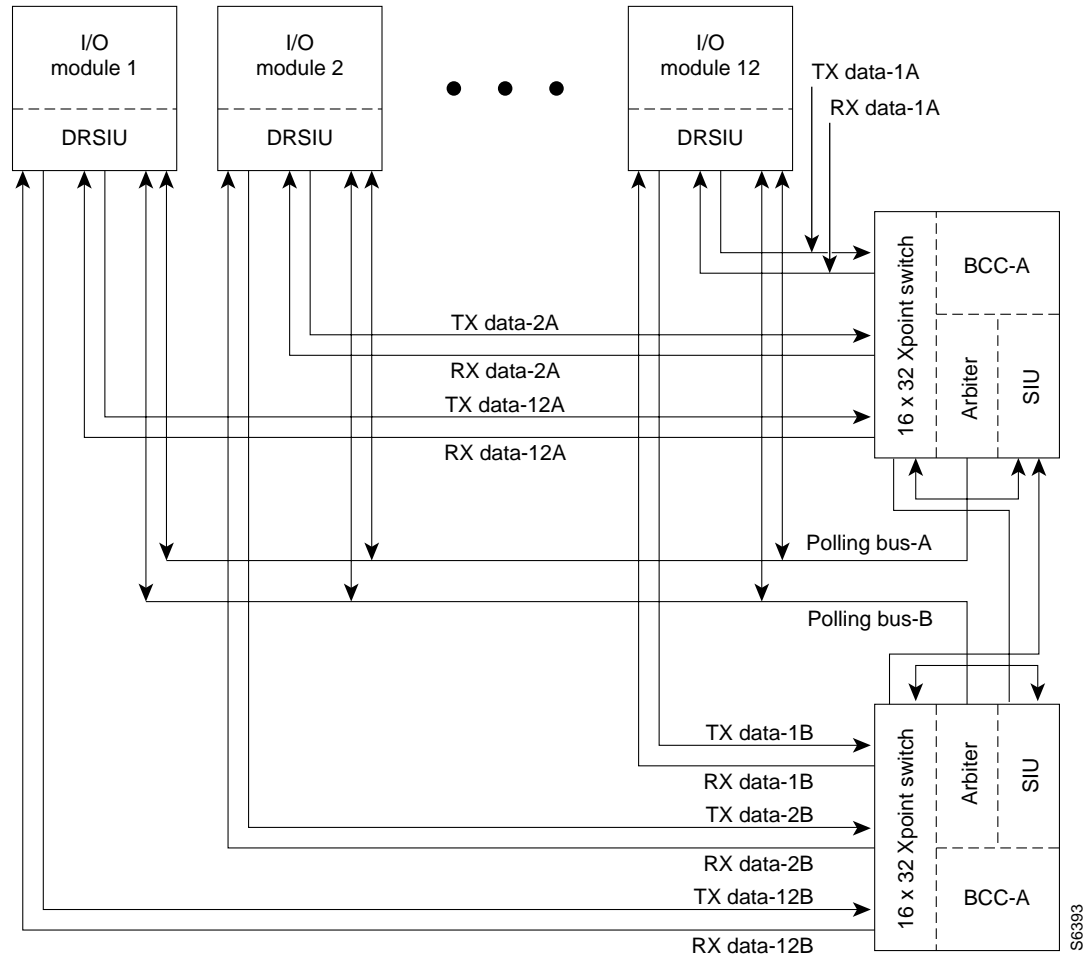 I/O
module 1
DRSIU
I/O
module 2
DRSIU
I/O
module 12
DRSIU
TX data-1A
RX data-1A
16 x 32 Xpoint switch
BCC-A
Arbiter
SIU
TX data-2A
RX data-2A
TX data-12A
RX data-12A
Polling bus-A
Polling bus-B
TX data-1B
RX data-1B
TX data-2B
RX data-2B
TX data-12B
RX data-12B
16 x 32 Xpoint switch
Arbiter
SIU
BCC-A
S6393